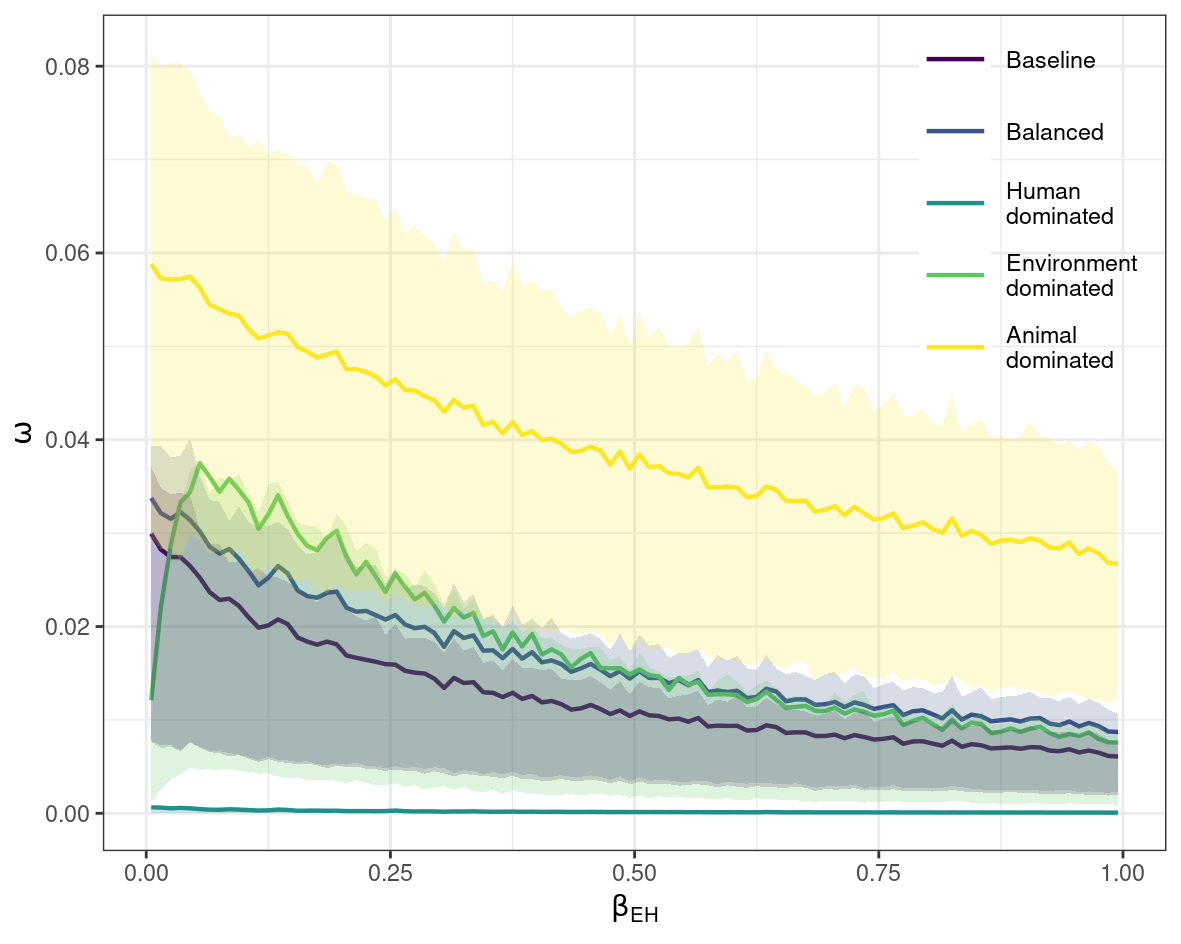 0.08
0.06
0.04
0.02
0.00
ω
0.00
0.25
0.50
0.75
1.00
βEH
Baseline
Balanced
Human
dominated
Environment
dominated
Animal
dominated